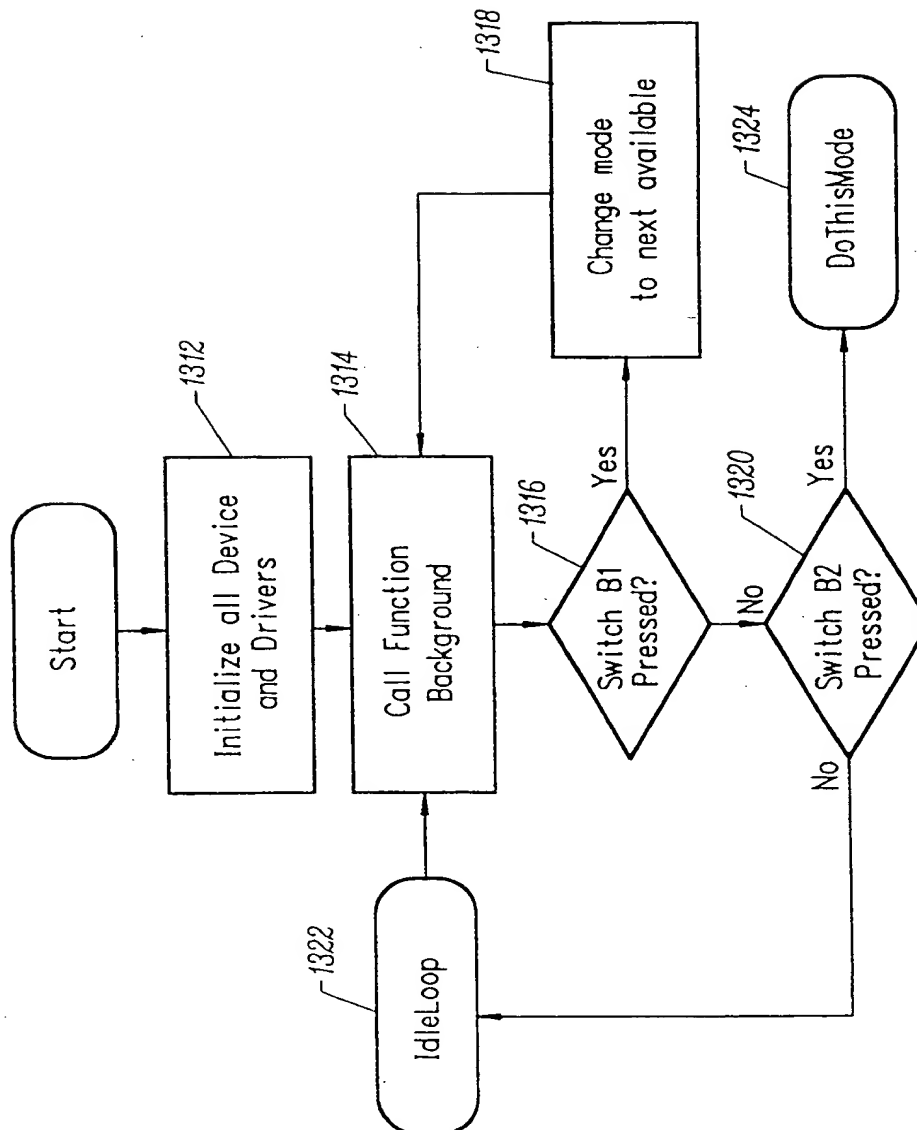 Start
1312
Initialize all Device
and Drivers
1314
Call Function
Background
1322
IdleLoop
1316
Switch B1
Pressed?
Yes
No
1318
Change mode
to next available
1320
Switch B2
Pressed?
Yes
No
1324
DoThisMode